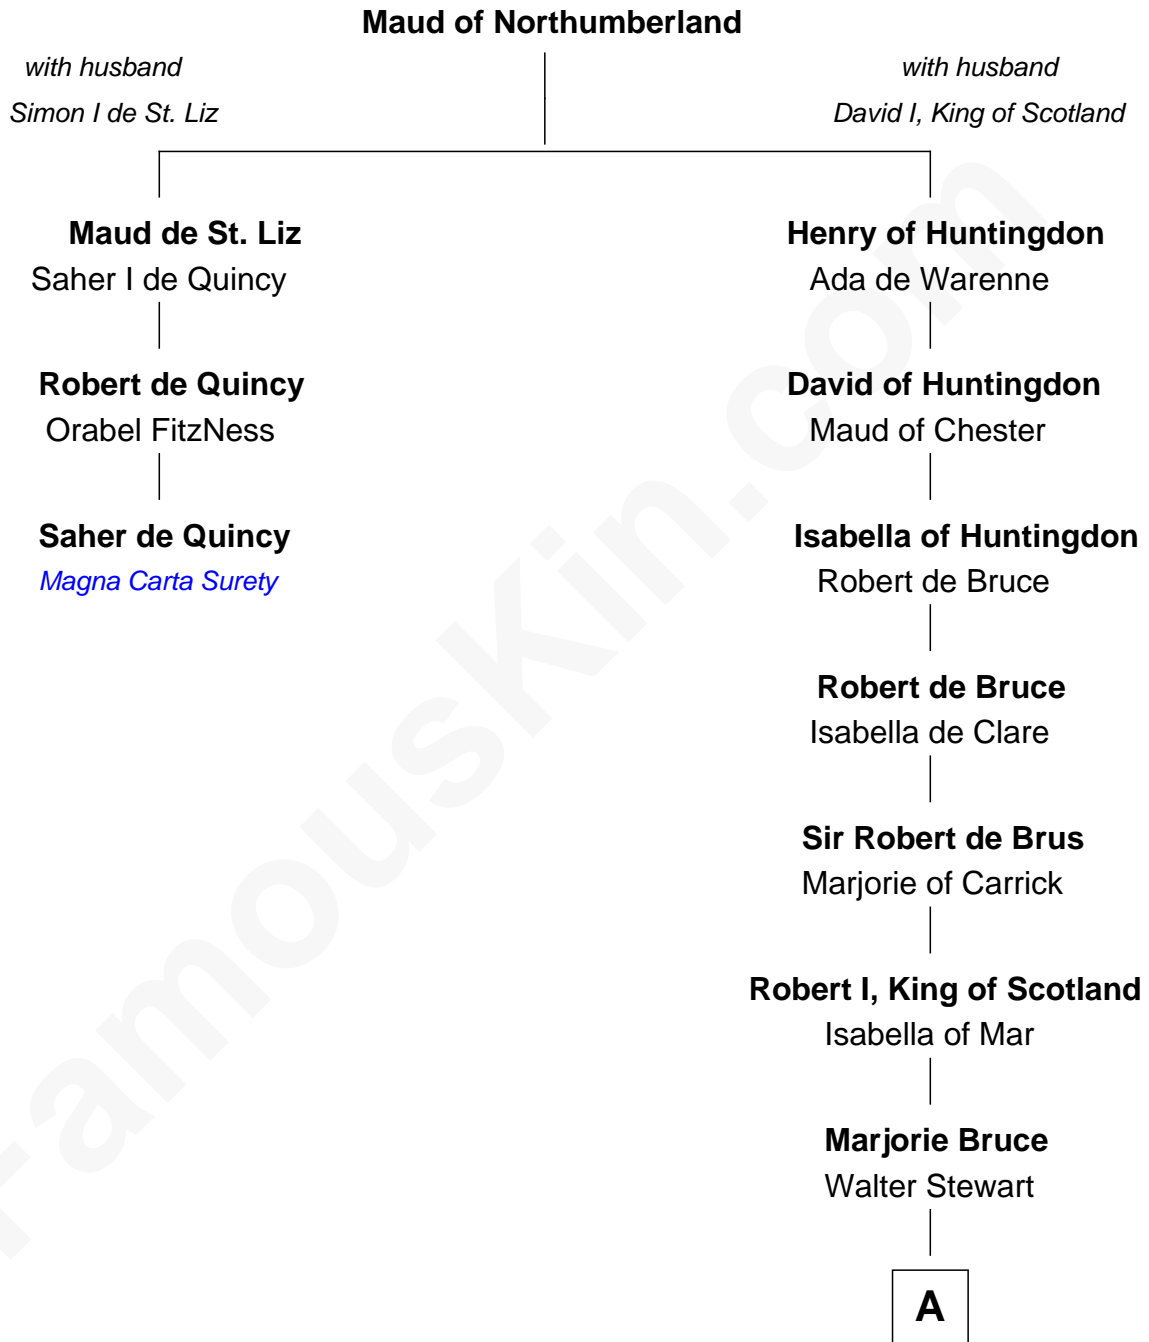 Maud of Northumberland
with husband
Simon I de St. Liz
with husband
David I, King of Scotland
Maud de St. Liz
Saher I de Quincy
Robert de Quincy
Orabel FitzNess
Saher de Quincy
Magna Carta Surety
Henry of Huntingdon
Ada de Warenne
David of Huntingdon
Maud of Chester
Isabella of Huntingdon
Robert de Bruce
Robert de Bruce
Isabella de Clare
Sir Robert de Brus
Marjorie of Carrick
Robert I, King of Scotland
Isabella of Mar
Marjorie Bruce
Walter Stewart
A
FamousKin.com